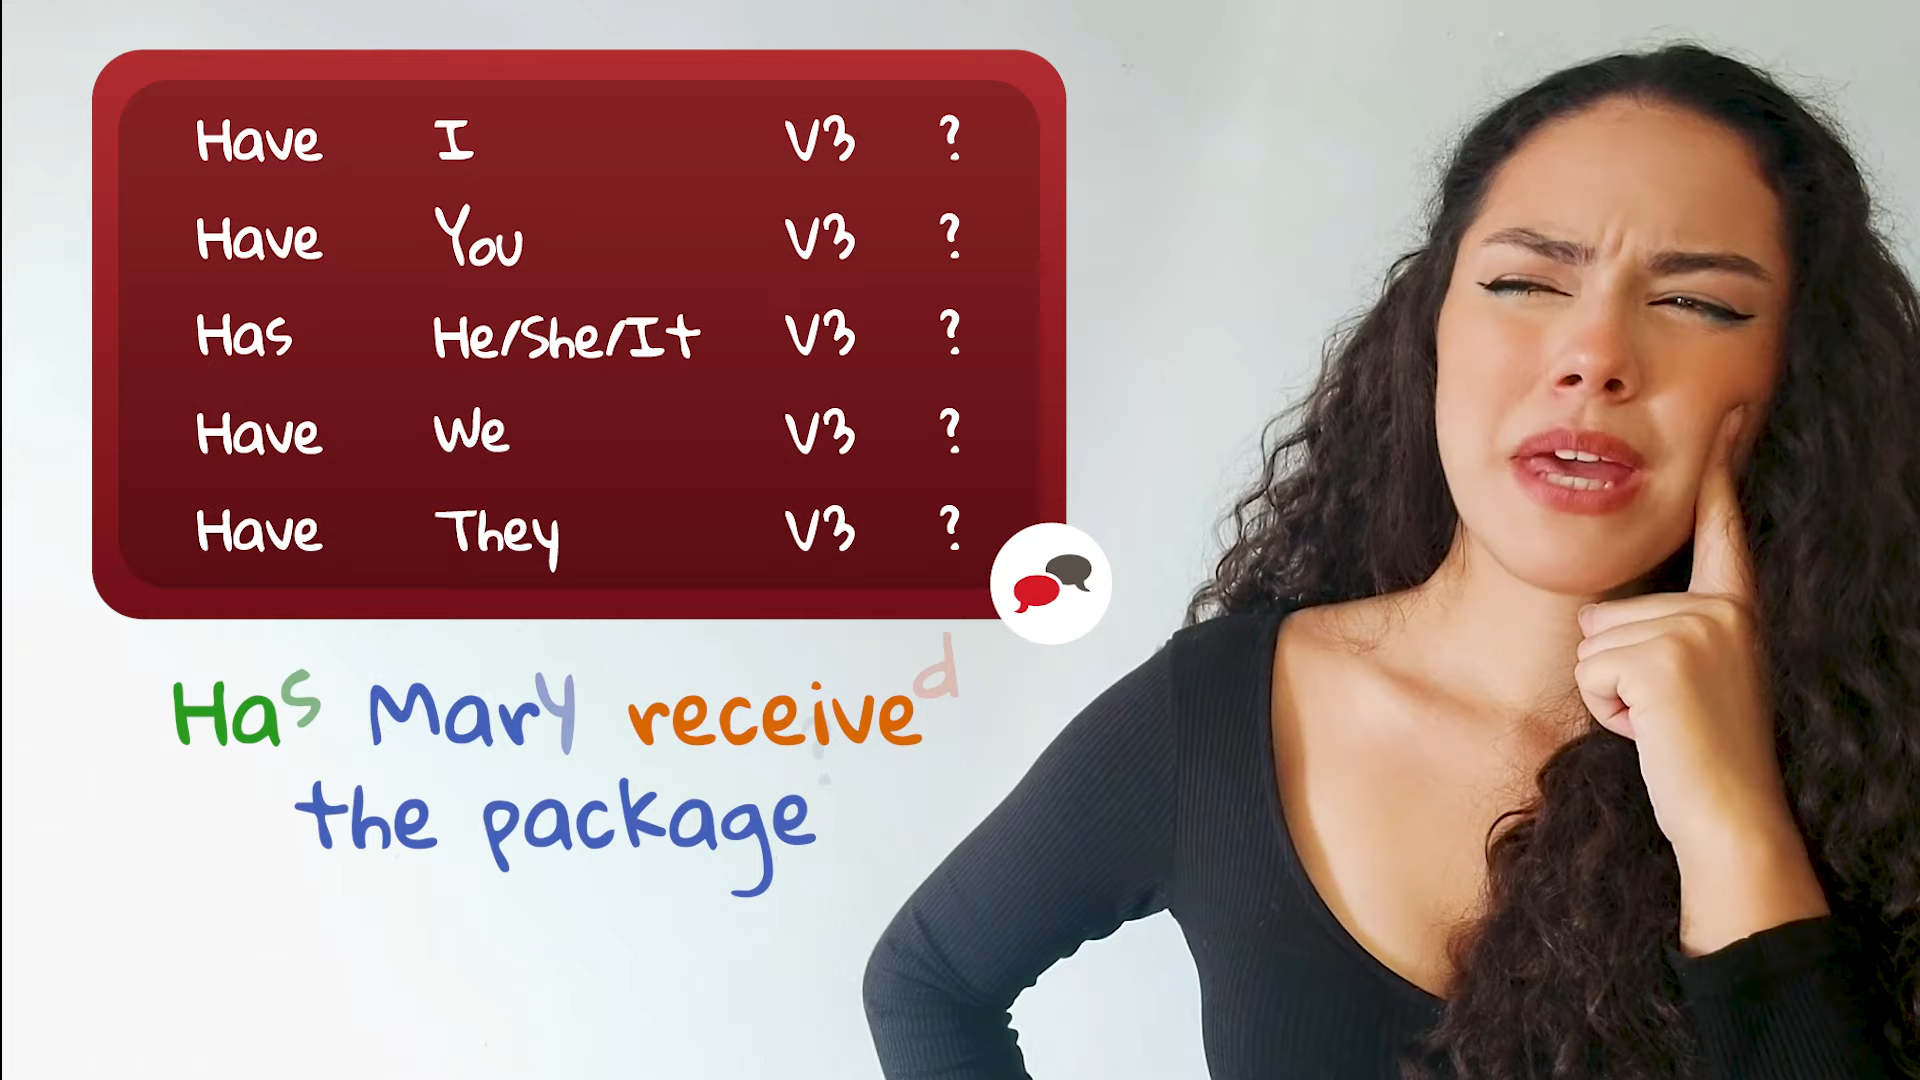 Have I V3 ?
Have You V3 ?
Has He/She/It V3 ?
Have We V3 ?
Have They V3 ?
Has Mary received
the package?